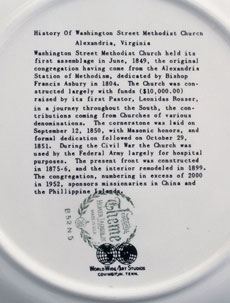 History Of Washington Street Methodist Church
Alexandria, Virginia
Washington Street Methodist Church held its
first assemblage in June, 1849, the original
congregation having come from the Alexandria
Station of Methodism, dedicated by Bishop
Francis Asbury in 1804. The Church was con-
structed largely with funds ($10,000.00)
raised by its first Pastor, Leonidas Rosser,
in a journey throughout the South, the con-
tributions coming from Churches of various
denominations. The cornerstone was laid on
September 12, 1850, with Masonic honors, and
formal dedication followed on October 29,
1851. During the Civil War the Church was
used by the Federal Army largely for hospital
purposes. The present front was constructed
in 1875-6, and the interior remodeled in 1899.
The congregation, numbering in excess of 2000
in 1952, sponsors missionaries in China and
the Phillippine Islands.
WORLD WIDE ART STUDIOS
COVINGTON, TENN.